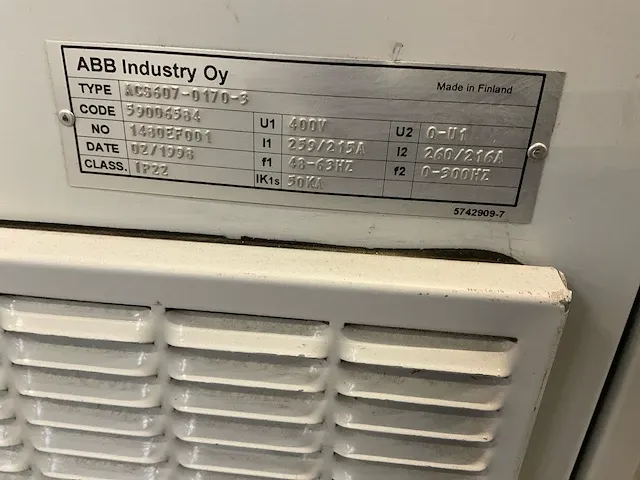 ABB Industry Oy
Made in Finland
TYPE ACS607-0170-3
CODE 59006584
NO 1480ZF001
DATE 02/1998
CLASS. IP22
U1 400V U2 0-U1
I1 259/215A I2 260/216A
f1 48-63HZ f2 0-300HZ
IK1s 50KA
5742909-7